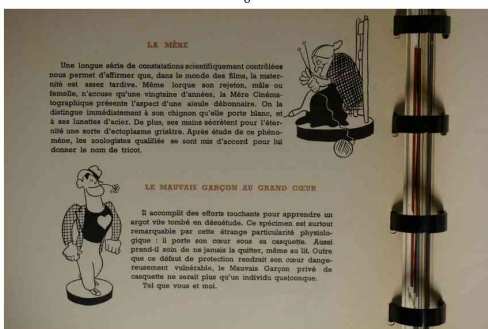 LA MÈRE
Une longue série de constatations scientifiquement contrôlées
nous permet d'affirmer que, dans le monde des films, la mater-
nité est assez tardive. Même lorsque son rejeton, mâle ou
femelle, n'accuse qu'une vingtaine d'années, la Mère Cinéma-
tographique présente l'aspect d'une aïeule débonnaire. On la
distingue immédiatement à son chignon qu'elle porte blanc, et
à ses lunettes d'acier. De plus, ses mains sécrètent pour l'éter-
nité une sorte d'ectoplasme grisâtre. Après étude de ce phéno-
mène, les zoologistes qualifiés se sont mis d'accord pour lui
donner le nom de tricot.
LE MAUVAIS GARÇON AU GRAND CŒUR
Il accomplit des efforts touchants pour apprendre un
argot vite tombé en désuétude. Ce spécimen est surtout
remarquable par cette étrange particularité physiolo-
gique : il porte son cœur sous sa casquette. Aussi
prend-il soin de ne jamais la quitter, même au lit. Outre
que ce défaut de protection rendrait son cœur dange-
reusement vulnérable, le Mauvais Garçon privé de
casquette ne serait plus qu'un individu quelconque.
Tel que vous et moi.